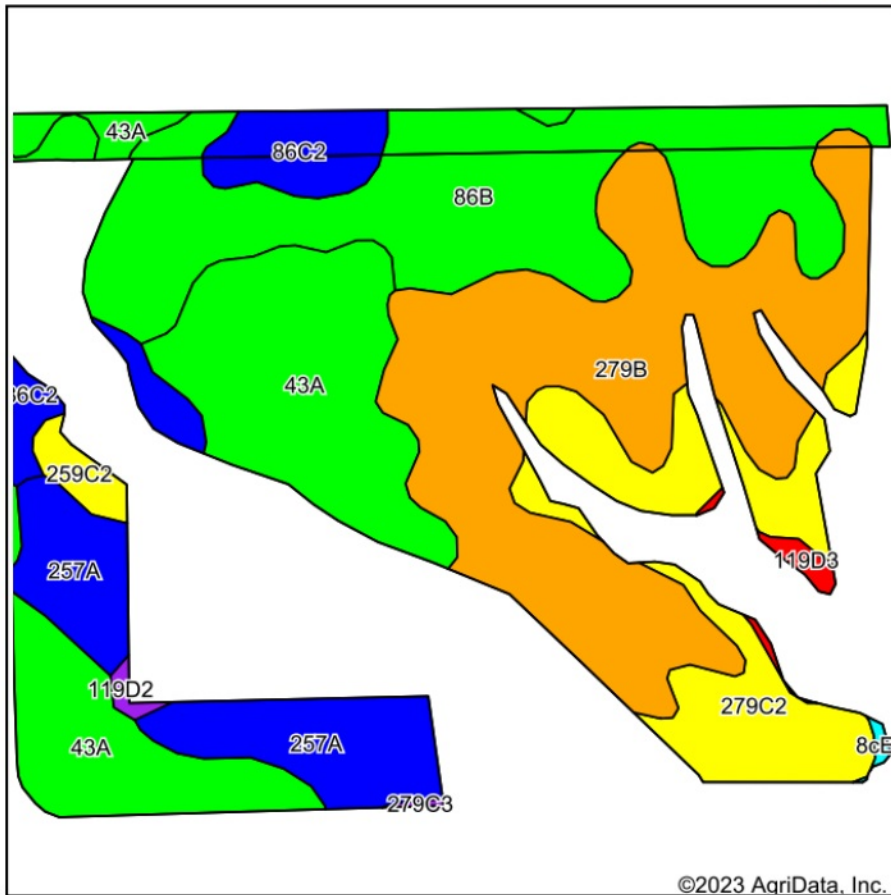 43A
86C2
86B
279B
43A
36C2
259C2
257A
119D3
119D2
279C2
43A
257A
8cE
279C3
©2023 AgriData, Inc.